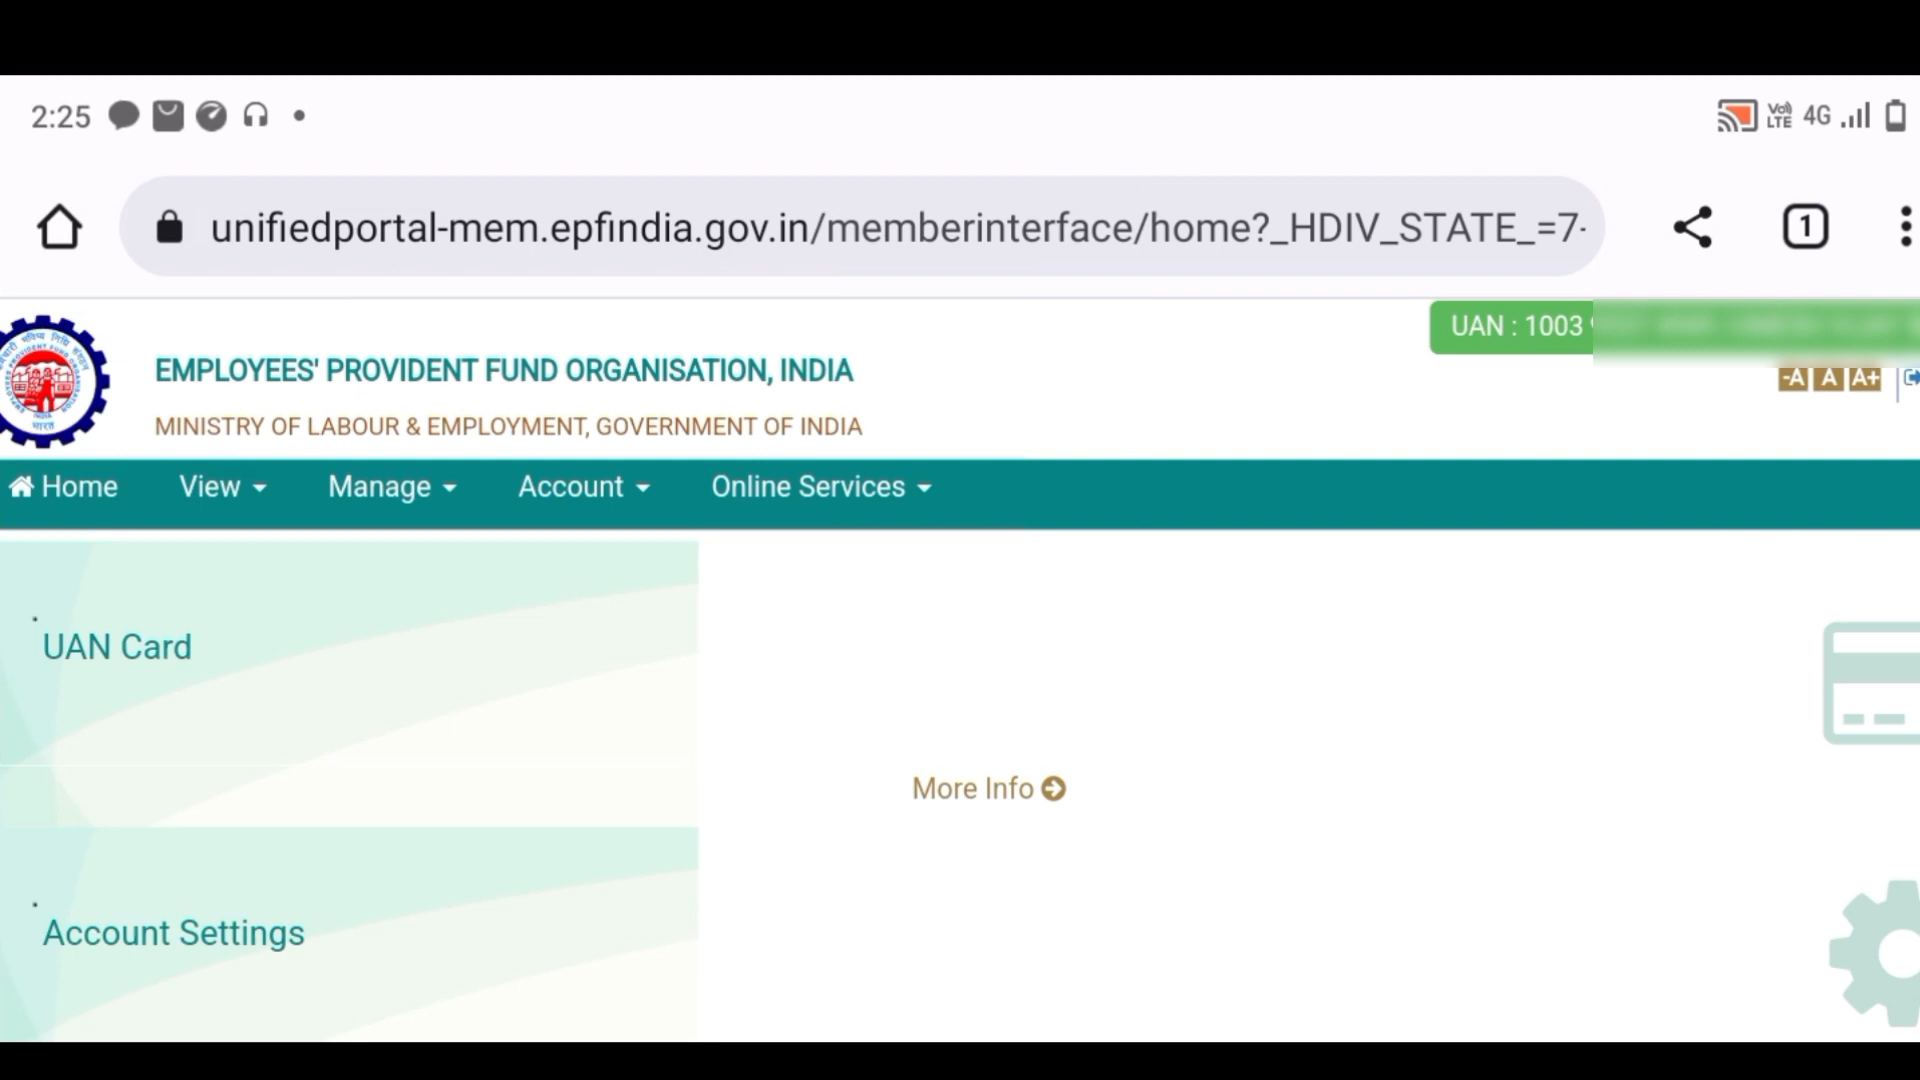 2:25
VoLTE 4G
unifiedportal-mem.epfindia.gov.in/memberinterface/home?_HDIV_STATE_=7-
1
UAN : 1003
EMPLOYEES' PROVIDENT FUND ORGANISATION, INDIA
-A A A+
MINISTRY OF LABOUR & EMPLOYMENT, GOVERNMENT OF INDIA
Home View Manage Account Online Services
UAN Card
More Info
Account Settings